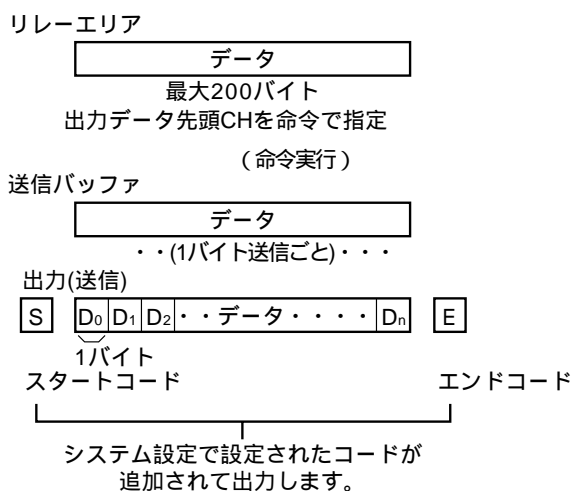 リレーエリア
データ
最大200バイト
出力データ先頭CHを命令で指定
（命令実行）
送信バッファ
データ
・・(1バイト送信ごと)・・・
出力(送信)
S D₀ D₁ D₂ ・・データ・・・・ Dₙ E
1バイト
スタートコード エンドコード
システム設定で設定されたコードが
追加されて出力します。